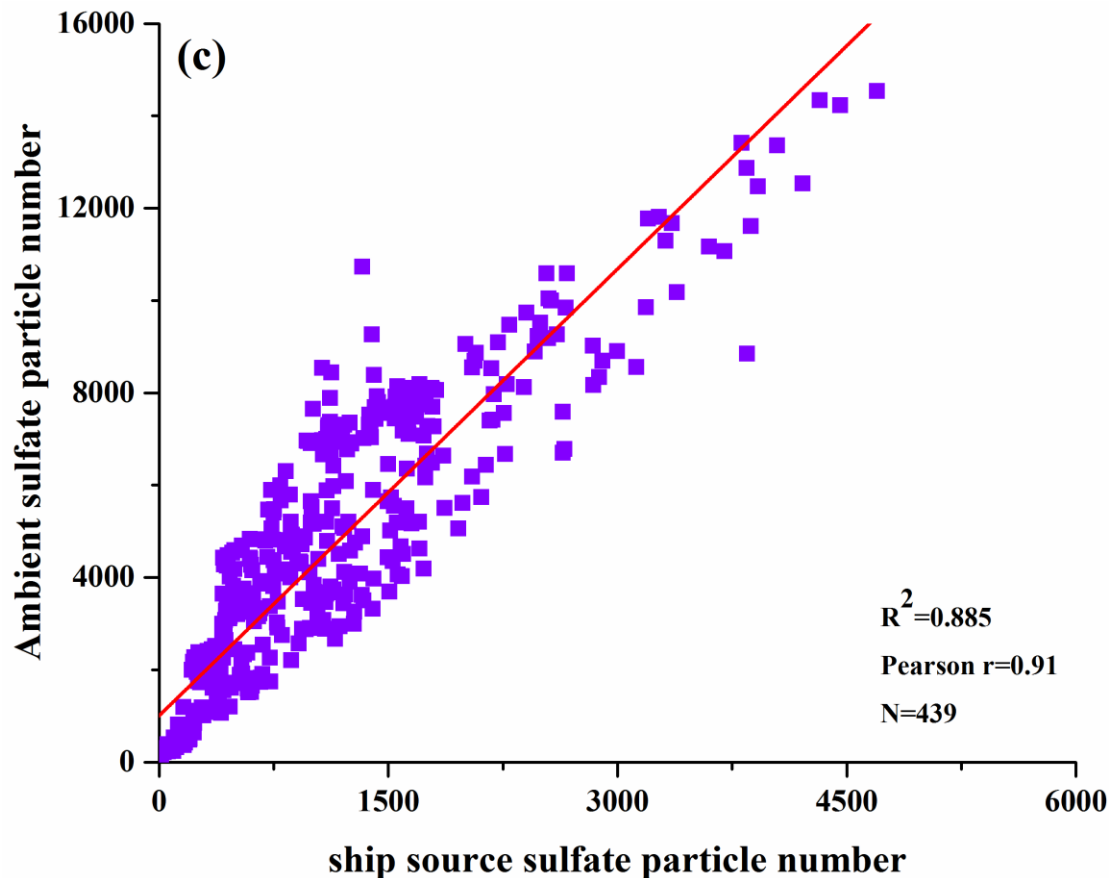 (c)
16000
12000
8000
4000
0
Ambient sulfate particle number
R²=0.885
Pearson r=0.91
N=439
0 1500 3000 4500 6000
ship source sulfate particle number